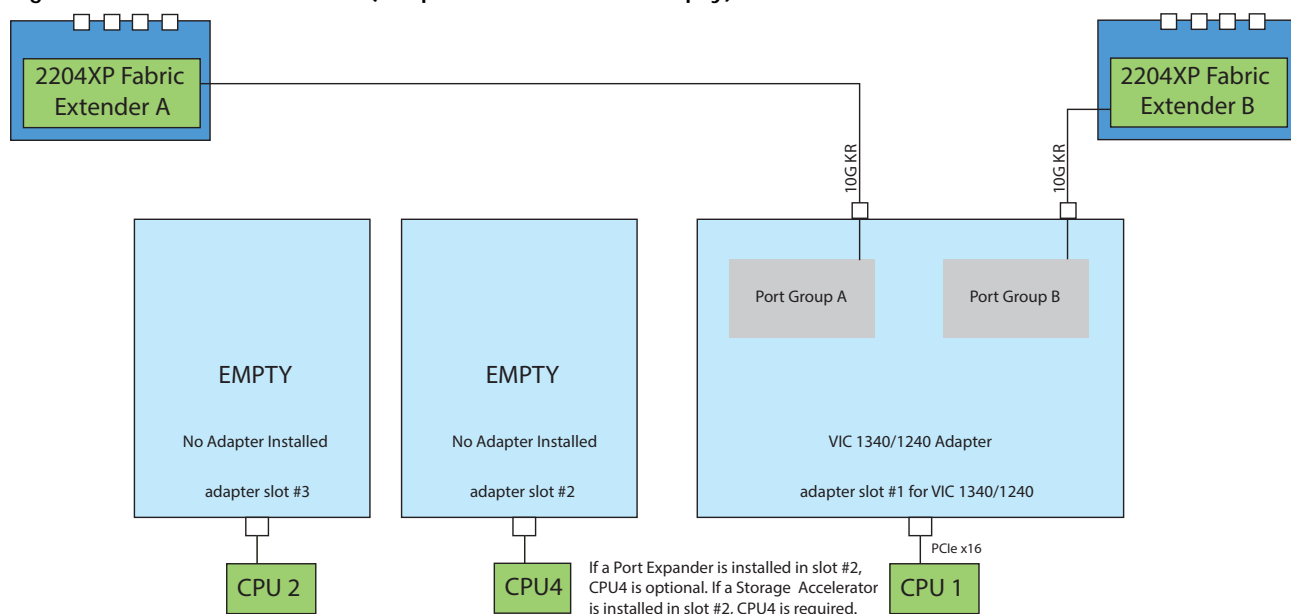 2204XP Fabric
Extender A
2204XP Fabric
Extender B
10G KR
10G KR
Port Group A
Port Group B
EMPTY
EMPTY
No Adapter Installed
No Adapter Installed
VIC 1340/1240 Adapter
adapter slot #3
adapter slot #2
adapter slot #1 for VIC 1340/1240
PCIe x16
CPU 2
CPU4
If a Port Expander is installed in slot #2,
CPU4 is optional. If a Storage Accelerator
is installed in slot #2, CPU4 is required.
CPU 1